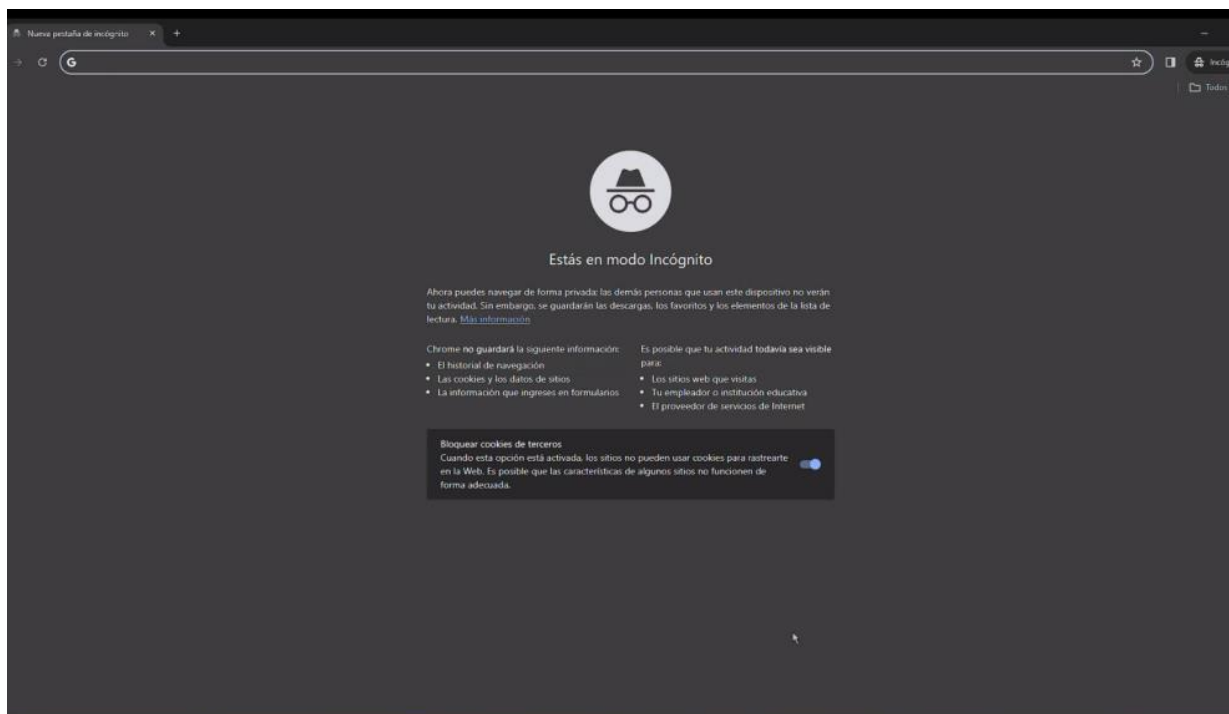 Nueva pestaña de incógnito
G
Incóg
Todos
Estás en modo Incógnito
Ahora puedes navegar de forma privada; las demás personas que usan este dispositivo no verán
tu actividad. Sin embargo, se guardarán las descargas, los favoritos y los elementos de la lista de
lectura. Más información
Chrome no guardará la siguiente información:
El historial de navegación
Las cookies y los datos de sitios
La información que ingreses en formularios
Es posible que tu actividad todavía sea visible
para:
Los sitios web que visitas
Tu empleador o institución educativa
El proveedor de servicios de Internet
Bloquear cookies de terceros
Cuando esta opción está activada, los sitios no pueden usar cookies para rastrearte
en la Web. Es posible que las características de algunos sitios no funcionen de
forma adecuada.